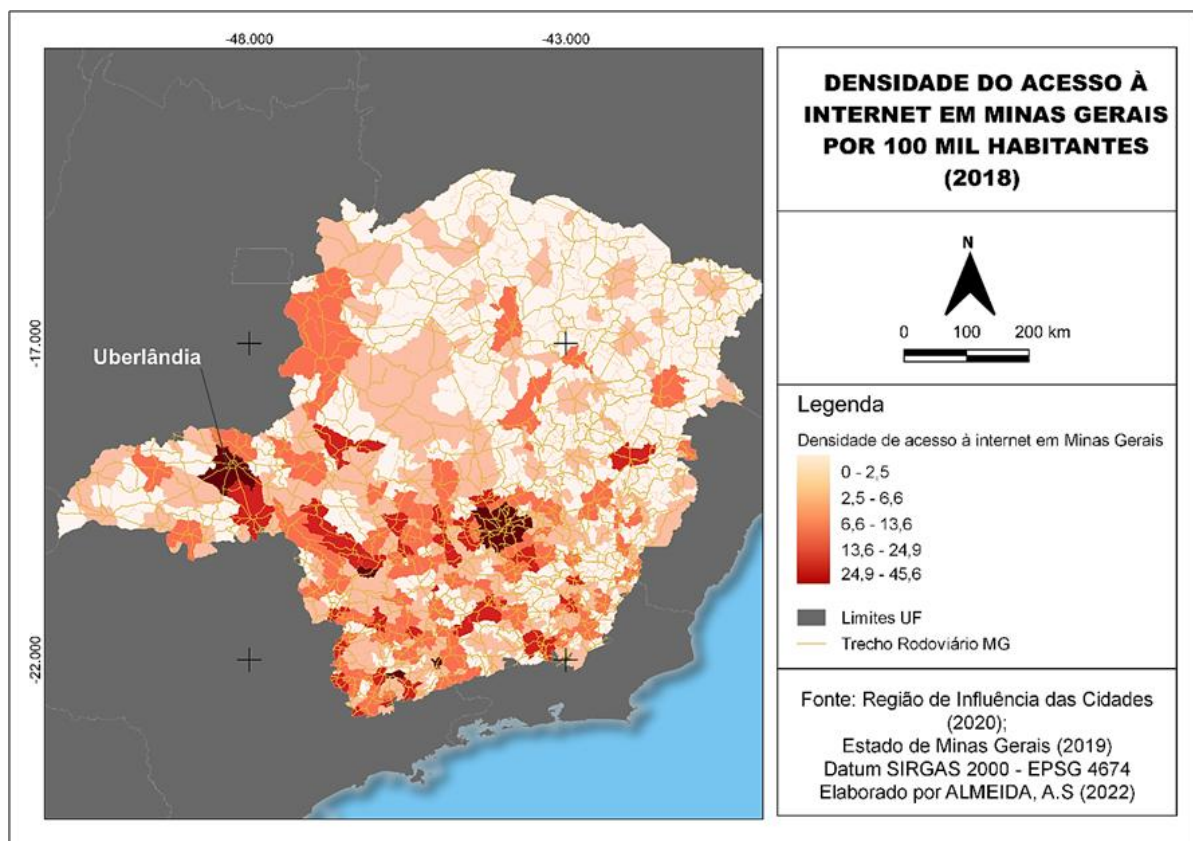 -48.000
-43.000
-17.000
-22.000
Uberlândia
DENSIDADE DO ACESSO À
INTERNET EM MINAS GERAIS
POR 100 MIL HABITANTES
(2018)
N
0 100 200 km
Legenda
Densidade de acesso à internet em Minas Gerais
0 - 2,5
2,5 - 6,6
6,6 - 13,6
13,6 - 24,9
24,9 - 45,6
Limites UF
Trecho Rodoviário MG
Fonte: Região de Influência das Cidades
(2020);
Estado de Minas Gerais (2019)
Datum SIRGAS 2000 - EPSG 4674
Elaborado por ALMEIDA, A.S (2022)